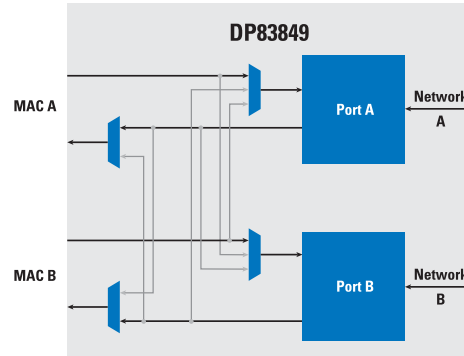 DP83849
MAC A
Port A
Network
A
MAC B
Port B
Network
B